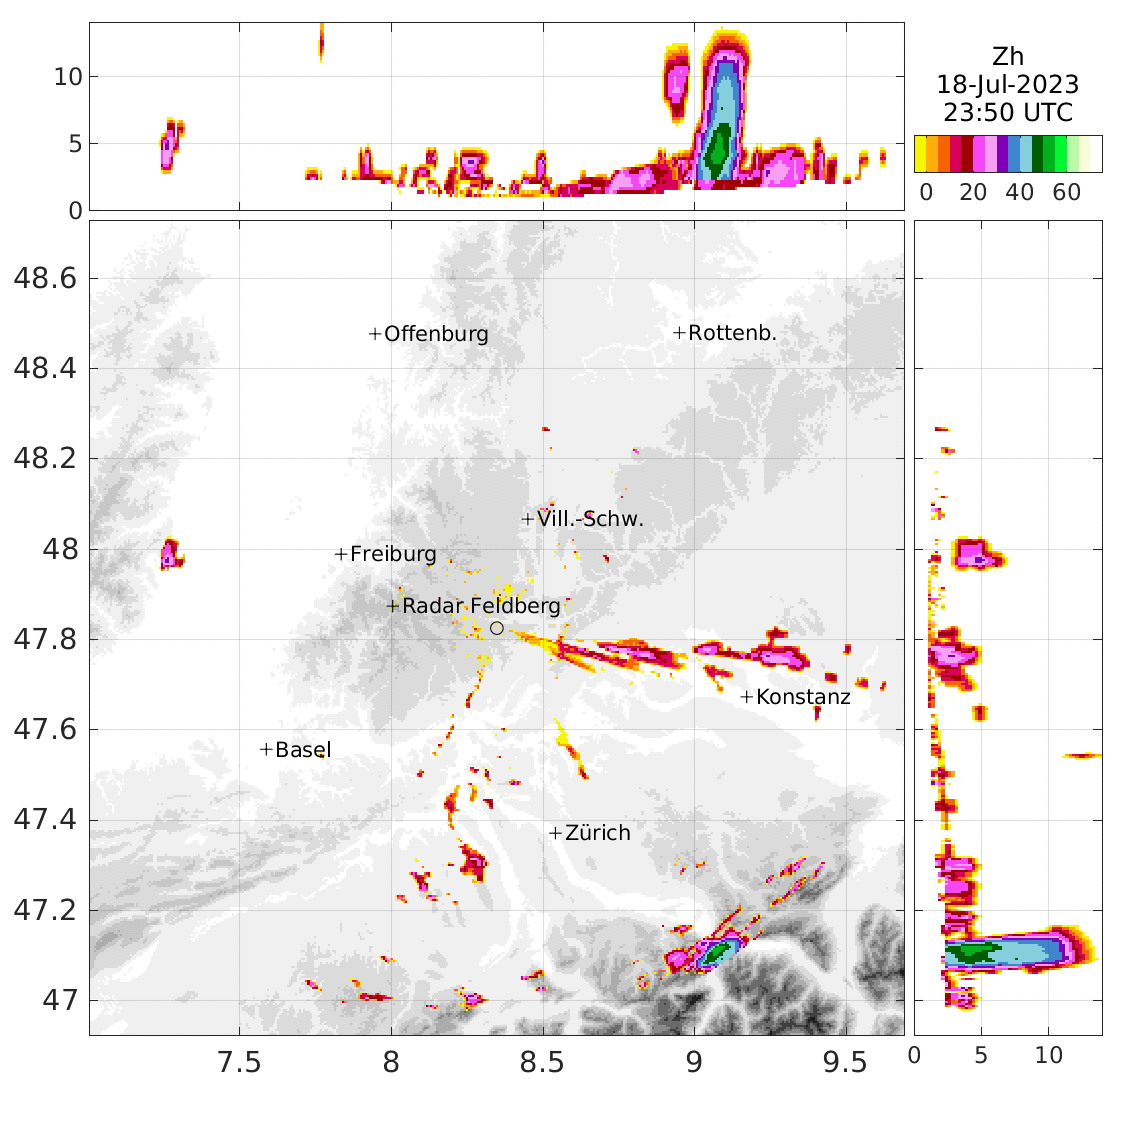 Zh
18-Jul-2023
23:50 UTC
0 20 40 60
10
5
0
48.6
48.4
48.2
48
47.8
47.6
47.4
47.2
47
+Offenburg
+Rottenb.
+Vill.-Schw.
+Freiburg
+Radar Feldberg
+Konstanz
+Basel
+Zürich
7.5 8 8.5 9 9.5
0 5 10